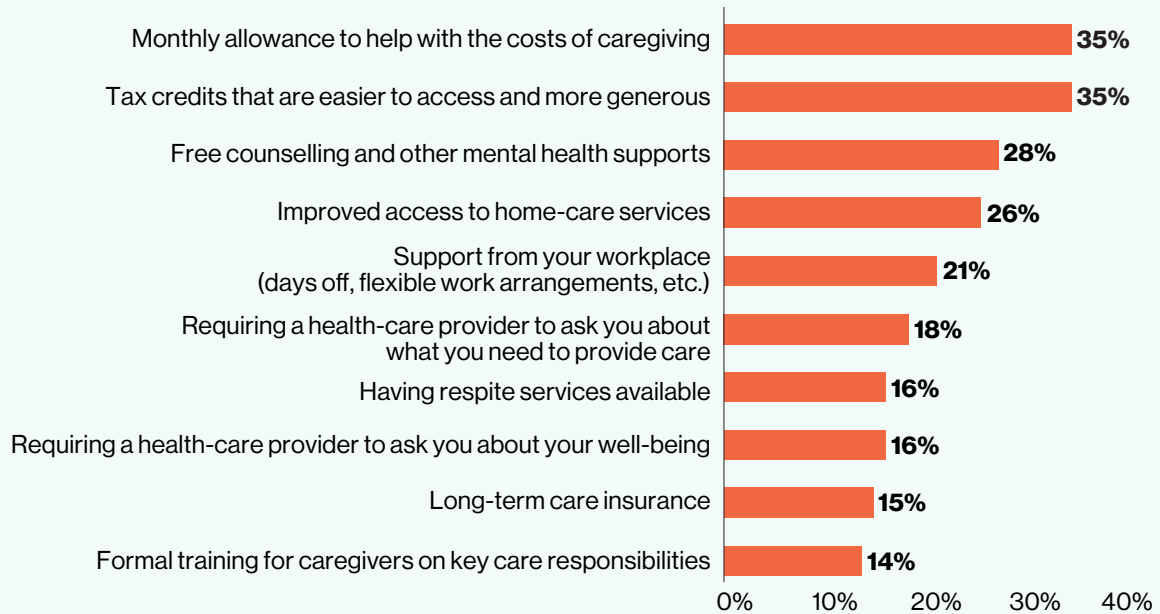 Monthly allowance to help with the costs of caregiving 35%
Tax credits that are easier to access and more generous 35%
Free counselling and other mental health supports 28%
Improved access to home-care services 26%
Support from your workplace
(days off, flexible work arrangements, etc.) 21%
Requiring a health-care provider to ask you about
what you need to provide care 18%
Having respite services available 16%
Requiring a health-care provider to ask you about your well-being 16%
Long-term care insurance 15%
Formal training for caregivers on key care responsibilities 14%
0% 10% 20% 30% 40%